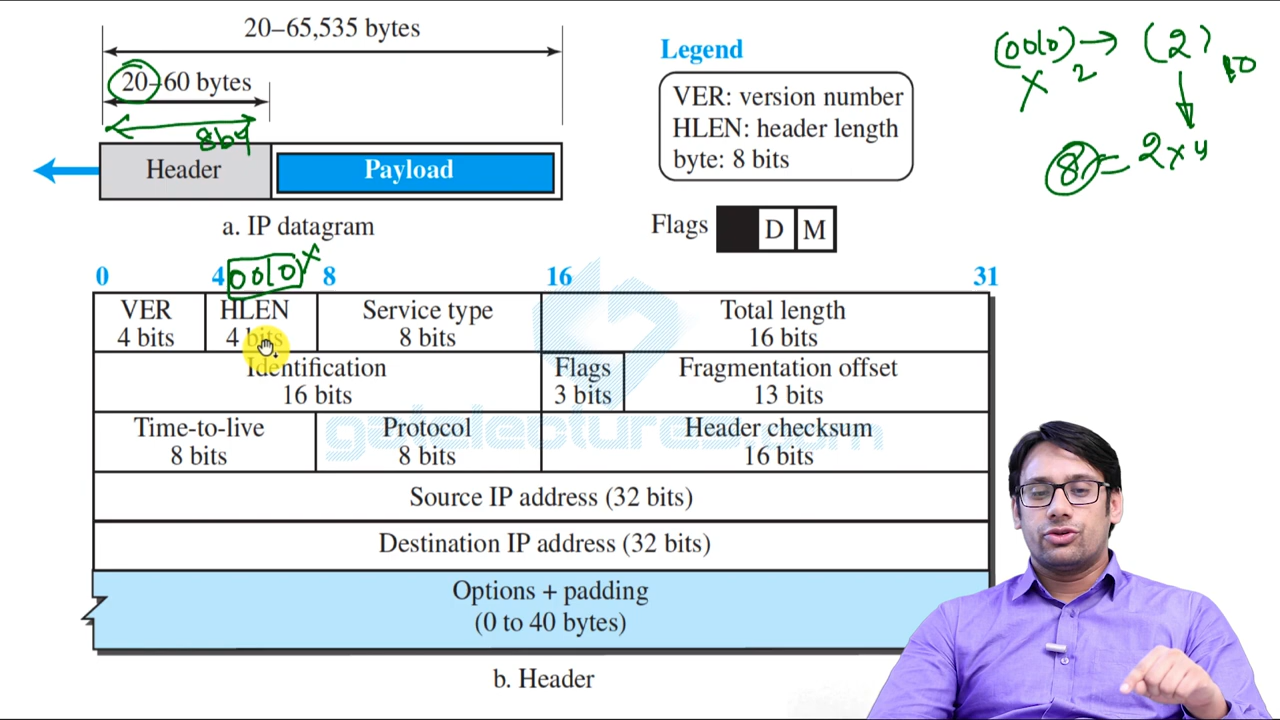 20–65,535 bytes
20–60 bytes
8by
Header
Payload
a. IP datagram
Legend
VER: version number
HLEN: header length
byte: 8 bits
Flags
D
M
(0010) → (2)
x 2 10
8 = 2x4
0010 x
0 4 8 16 31
VER
4 bits
HLEN
4 bits
Service type
8 bits
Total length
16 bits
Identification
16 bits
Flags
3 bits
Fragmentation offset
13 bits
Time-to-live
8 bits
Protocol
8 bits
Header checksum
16 bits
gatelectures.com
Source IP address (32 bits)
Destination IP address (32 bits)
Options + padding
(0 to 40 bytes)
b. Header